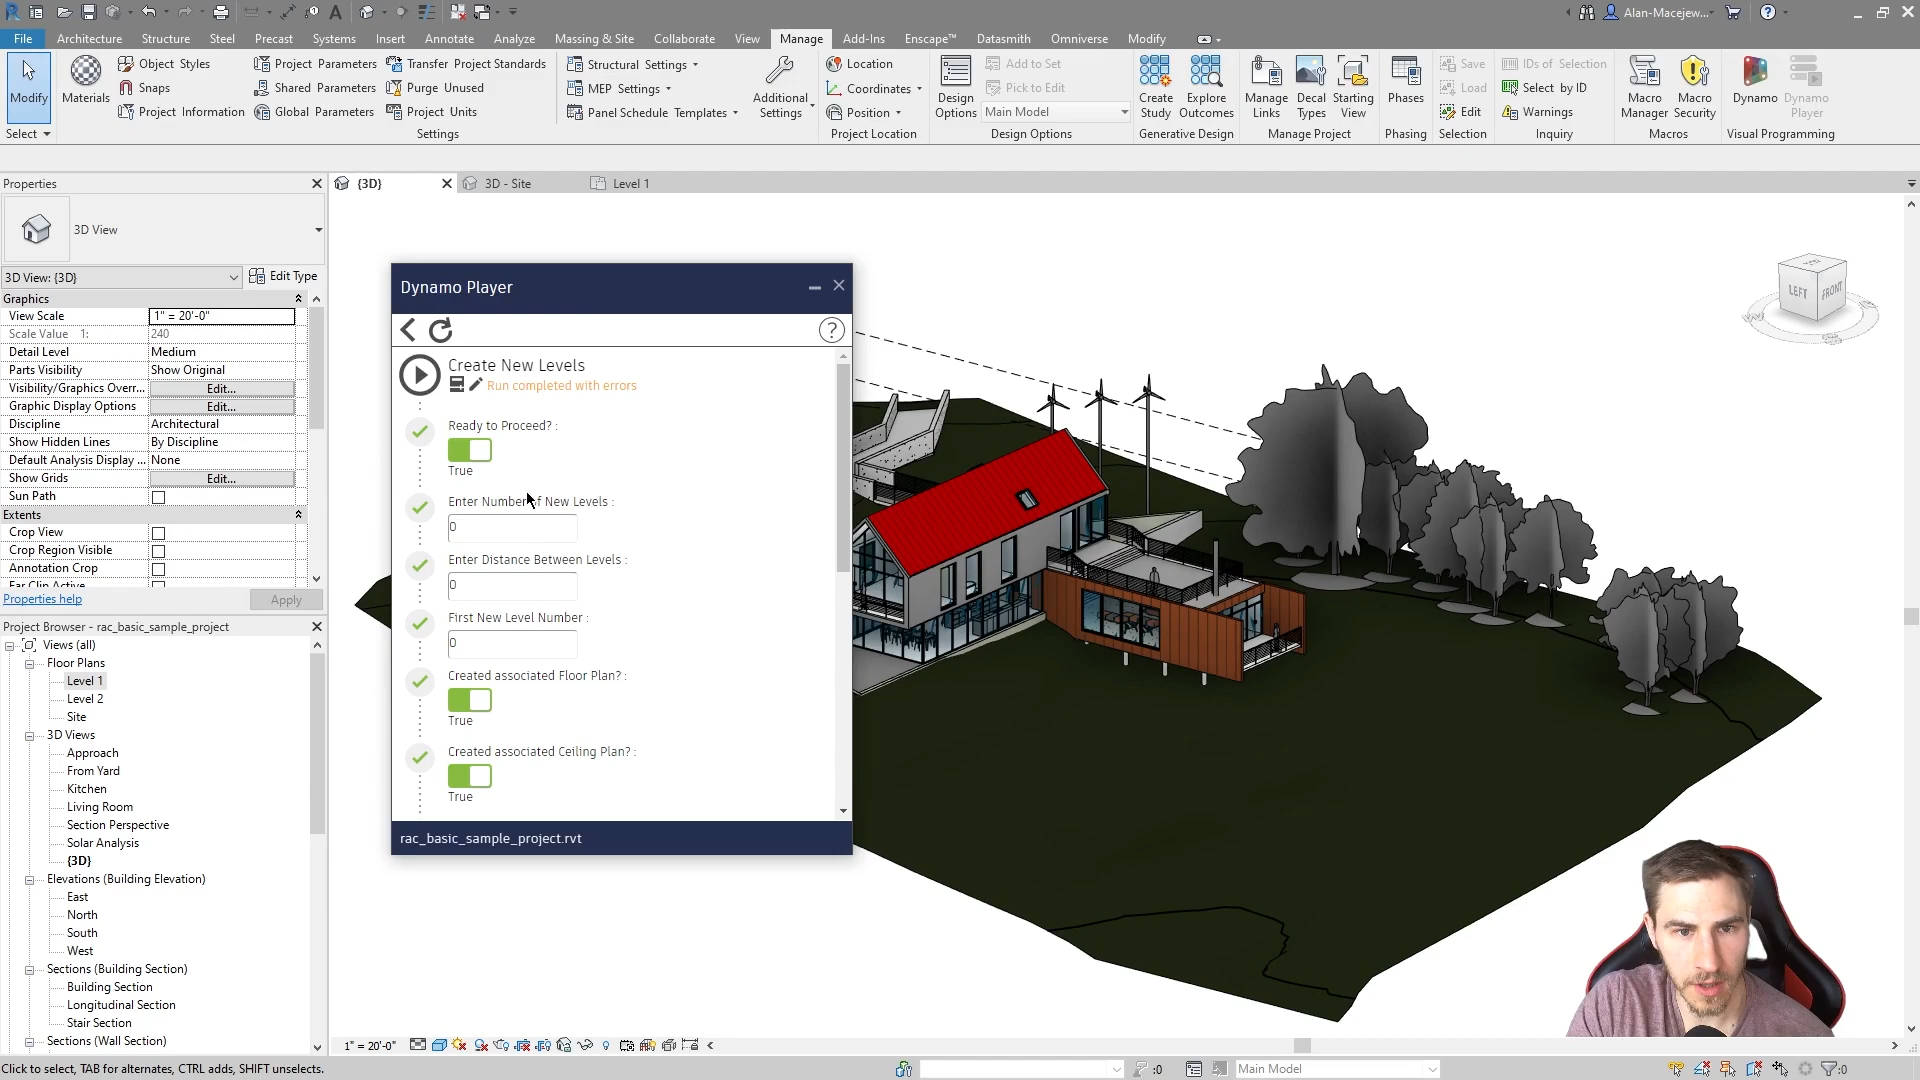 Alan-Macejew...
File Architecture Structure Steel Precast Systems Insert Annotate Analyze Massing & Site Collaborate View Manage Add-Ins Enscape™ Datasmith Omniverse Modify
Modify
Select
Materials
Object Styles
Snaps
Project Information
Project Parameters
Shared Parameters
Global Parameters
Transfer Project Standards
Purge Unused
Project Units
Settings
Structural Settings
MEP Settings
Panel Schedule Templates
Additional
Settings
Location
Coordinates
Position
Project Location
Design
Options
Add to Set
Pick to Edit
Main Model
Design Options
Create
Study
Explore
Outcomes
Generative Design
Manage
Links
Decal
Types
Starting
View
Manage Project
Phases
Phasing
Save
Load
Edit
Selection
IDs of Selection
Select by ID
Warnings
Inquiry
Macro
Manager
Macro
Security
Macros
Dynamo
Dynamo
Player
Visual Programming
Properties
{3D}
3D - Site
Level 1
3D View
3D View: {3D}
Edit Type
Graphics
View Scale 1" = 20'-0"
Scale Value 1: 240
Detail Level Medium
Parts Visibility Show Original
Visibility/Graphics Overr... Edit...
Graphic Display Options Edit...
Discipline Architectural
Show Hidden Lines By Discipline
Default Analysis Display ... None
Show Grids Edit...
Sun Path
Extents
Crop View
Crop Region Visible
Annotation Crop
Far Clip Active
Properties help
Apply
Project Browser - rac_basic_sample_project
Views (all)
Floor Plans
Level 1
Level 2
Site
3D Views
Approach
From Yard
Kitchen
Living Room
Section Perspective
Solar Analysis
{3D}
Elevations (Building Elevation)
East
North
South
West
Sections (Building Section)
Building Section
Longitudinal Section
Stair Section
Sections (Wall Section)
Dynamo Player
Create New Levels
Run completed with errors
Ready to Proceed? :
True
Enter Number of New Levels :
0
Enter Distance Between Levels :
0
First New Level Number :
0
Created associated Floor Plan? :
True
Created associated Ceiling Plan? :
True
rac_basic_sample_project.rvt
LEFT
FRONT
1" = 20'-0"
Click to select, TAB for alternates, CTRL adds, SHIFT unselects.
:0
Main Model
:0